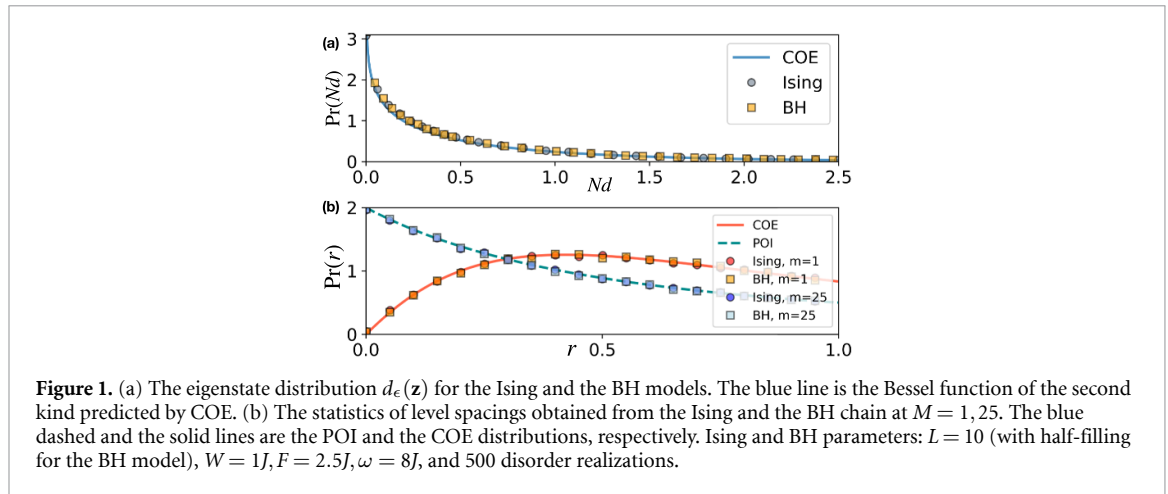 (a)
3
2
1
0
Pr(Nd)
COE
Ising
BH
0.0 0.5 1.0 1.5 2.0 2.5
Nd
(b)
2
1
0
Pr(r)
COE
POI
Ising, m=1
BH, m=1
Ising, m=25
BH, m=25
0.0 0.5 1.0
r
Figure 1. (a) The eigenstate distribution dϵ(z) for the Ising and the BH models. The blue line is the Bessel function of the second
kind predicted by COE. (b) The statistics of level spacings obtained from the Ising and the BH chain at M = 1, 25. The blue
dashed and the solid lines are the POI and the COE distributions, respectively. Ising and BH parameters: L = 10 (with half-filling
for the BH model), W = 1J, F = 2.5J, ω = 8J, and 500 disorder realizations.